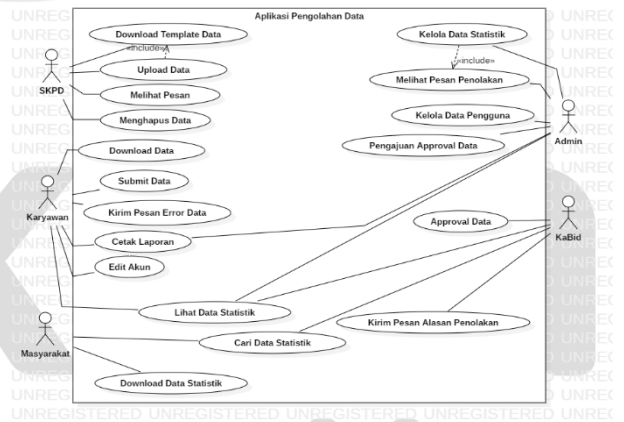 Aplikasi Pengolahan Data
Download Template Data
«include»
Upload Data
Melihat Pesan
Menghapus Data
SKPD
Download Data
Submit Data
Kirim Pesan Error Data
Cetak Laporan
Edit Akun
Karyawan
Lihat Data Statistik
Cari Data Statistik
Download Data Statistik
Masyarakat
Kelola Data Statistik
«include»
Melihat Pesan Penolakan
Kelola Data Pengguna
Pengajuan Approval Data
Admin
Approval Data
KaBid
Kirim Pesan Alasan Penolakan
UNREGISTERED UNREGISTERED UNREGISTERED UNREGISTERED UNREG